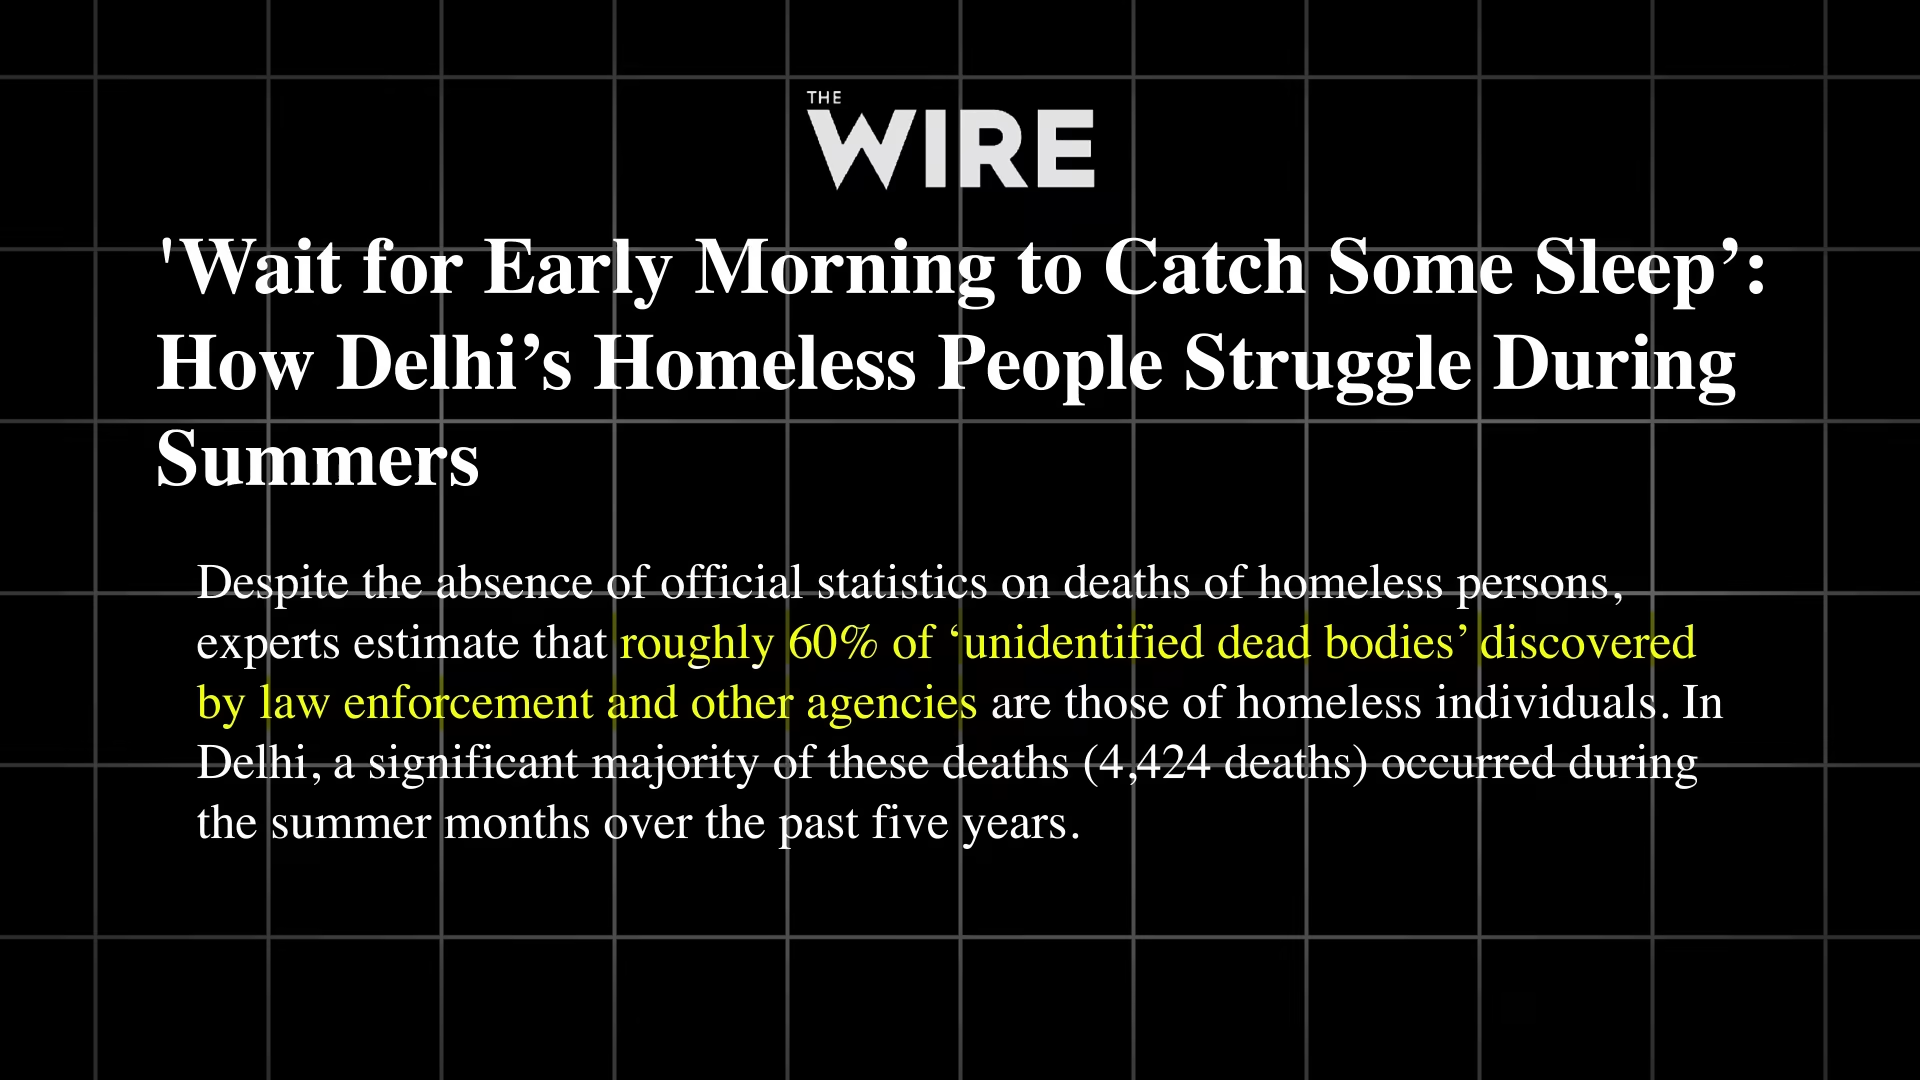 THE
WIRE
'Wait for Early Morning to Catch Some Sleep’:
How Delhi’s Homeless People Struggle During
Summers
Despite the absence of official statistics on deaths of homeless persons,
experts estimate that roughly 60% of ‘unidentified dead bodies’ discovered
by law enforcement and other agencies are those of homeless individuals. In
Delhi, a significant majority of these deaths (4,424 deaths) occurred during
the summer months over the past five years.